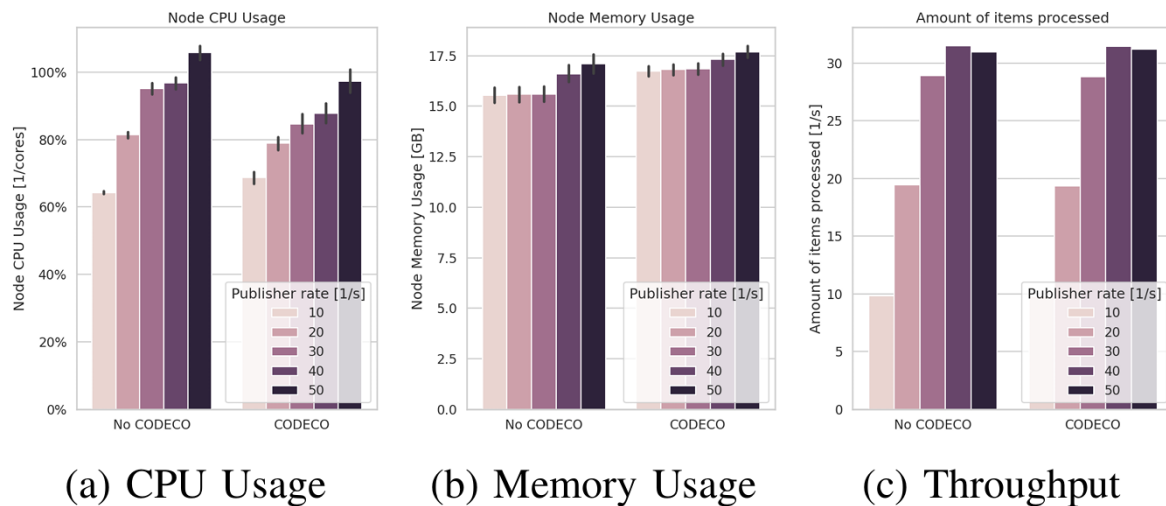 Node CPU Usage
Node CPU Usage [1/cores]
100%
80%
60%
40%
20%
0%
Publisher rate [1/s]
10
20
30
40
50
No CODECO
CODECO
(a) CPU Usage
Node Memory Usage
Node Memory Usage [GB]
17.5
15.0
12.5
10.0
7.5
5.0
2.5
0.0
Publisher rate [1/s]
10
20
30
40
50
No CODECO
CODECO
(b) Memory Usage
Amount of items processed
Amount of items processed [1/s]
30
25
20
15
10
5
0
Publisher rate [1/s]
10
20
30
40
50
No CODECO
CODECO
(c) Throughput